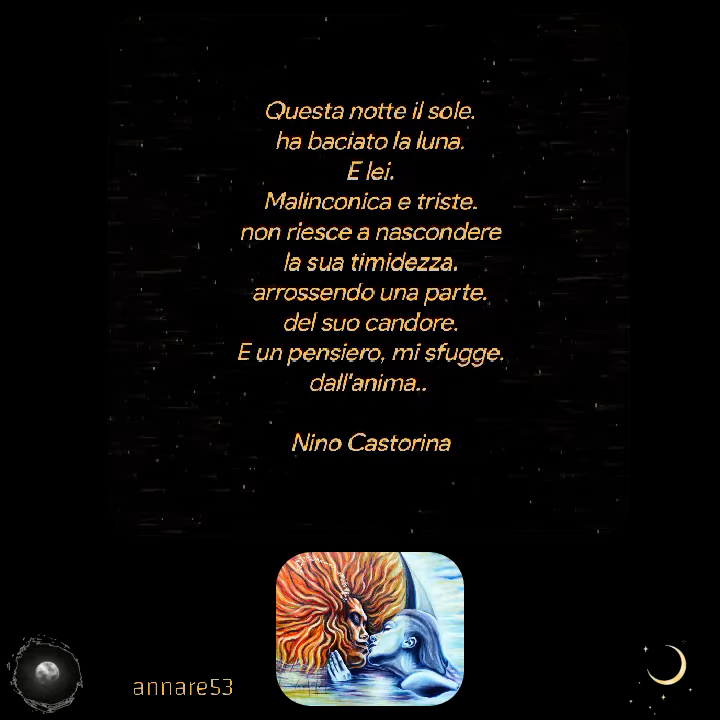 Questa notte il sole.
ha baciato la luna.
E lei.
Malinconica e triste.
non riesce a nascondere
la sua timidezza.
arrossendo una parte.
del suo candore.
E un pensiero, mi sfugge.
dall'anima..
Nino Castorina
annare53